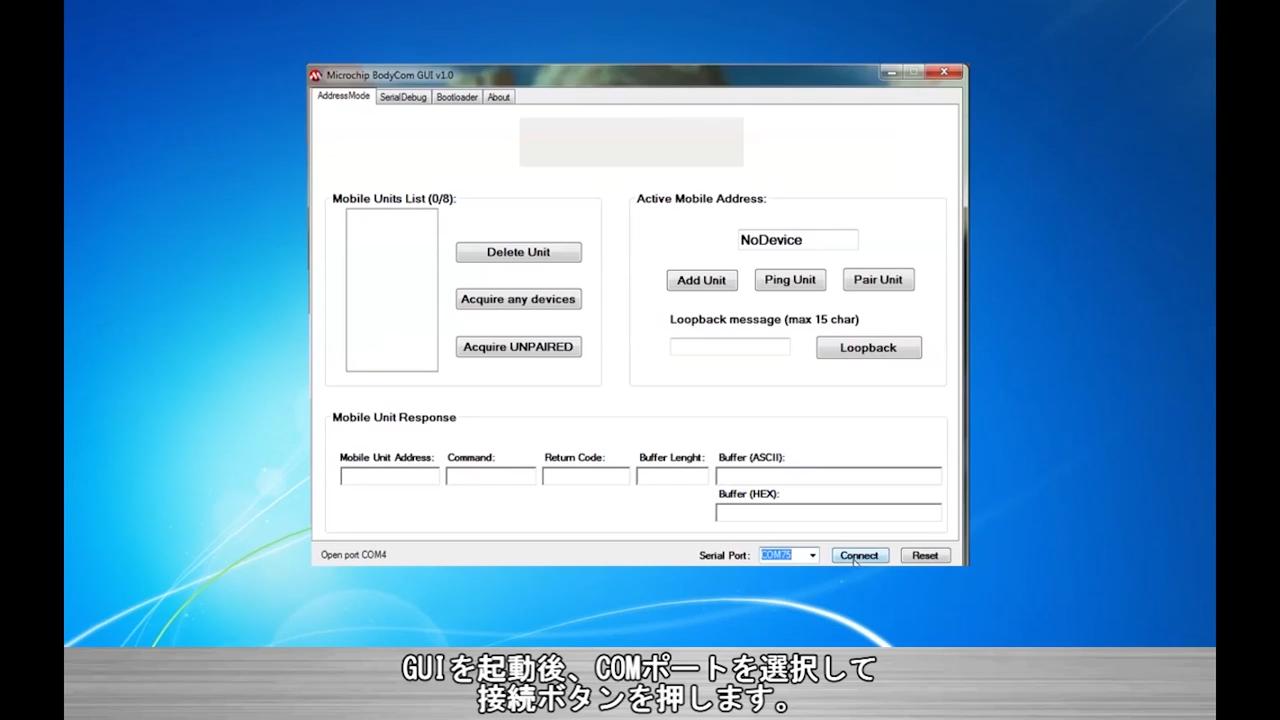 Microchip BodyCom GUI v1.0
AddressMode SerialDebug Bootloader About
Mobile Units List (0/8):
Delete Unit
Acquire any devices
Acquire UNPAIRED
Active Mobile Address:
NoDevice
Add Unit Ping Unit Pair Unit
Loopback message (max 15 char)
Loopback
Mobile Unit Response
Mobile Unit Address: Command: Return Code: Buffer Lenght: Buffer (ASCII):
Buffer (HEX):
Open port COM4 Serial Port: COM75 Connect Reset
GUIを起動後、COMポートを選択して
接続ボタンを押します。